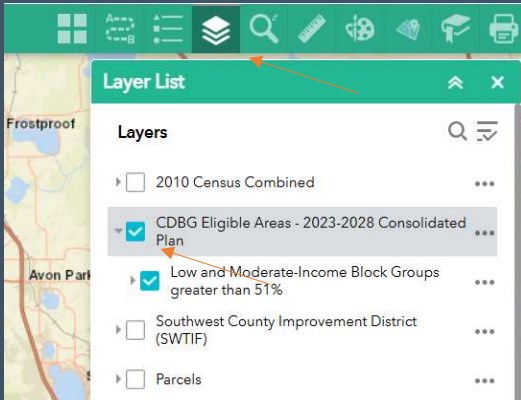 A
B
Layer List
Frostproof
Layers
2010 Census Combined
CDBG Eligible Areas - 2023-2028 Consolidated
Plan
Avon Park
Low and Moderate-Income Block Groups
greater than 51%
Southwest County Improvement District
(SWTIF)
Parcels